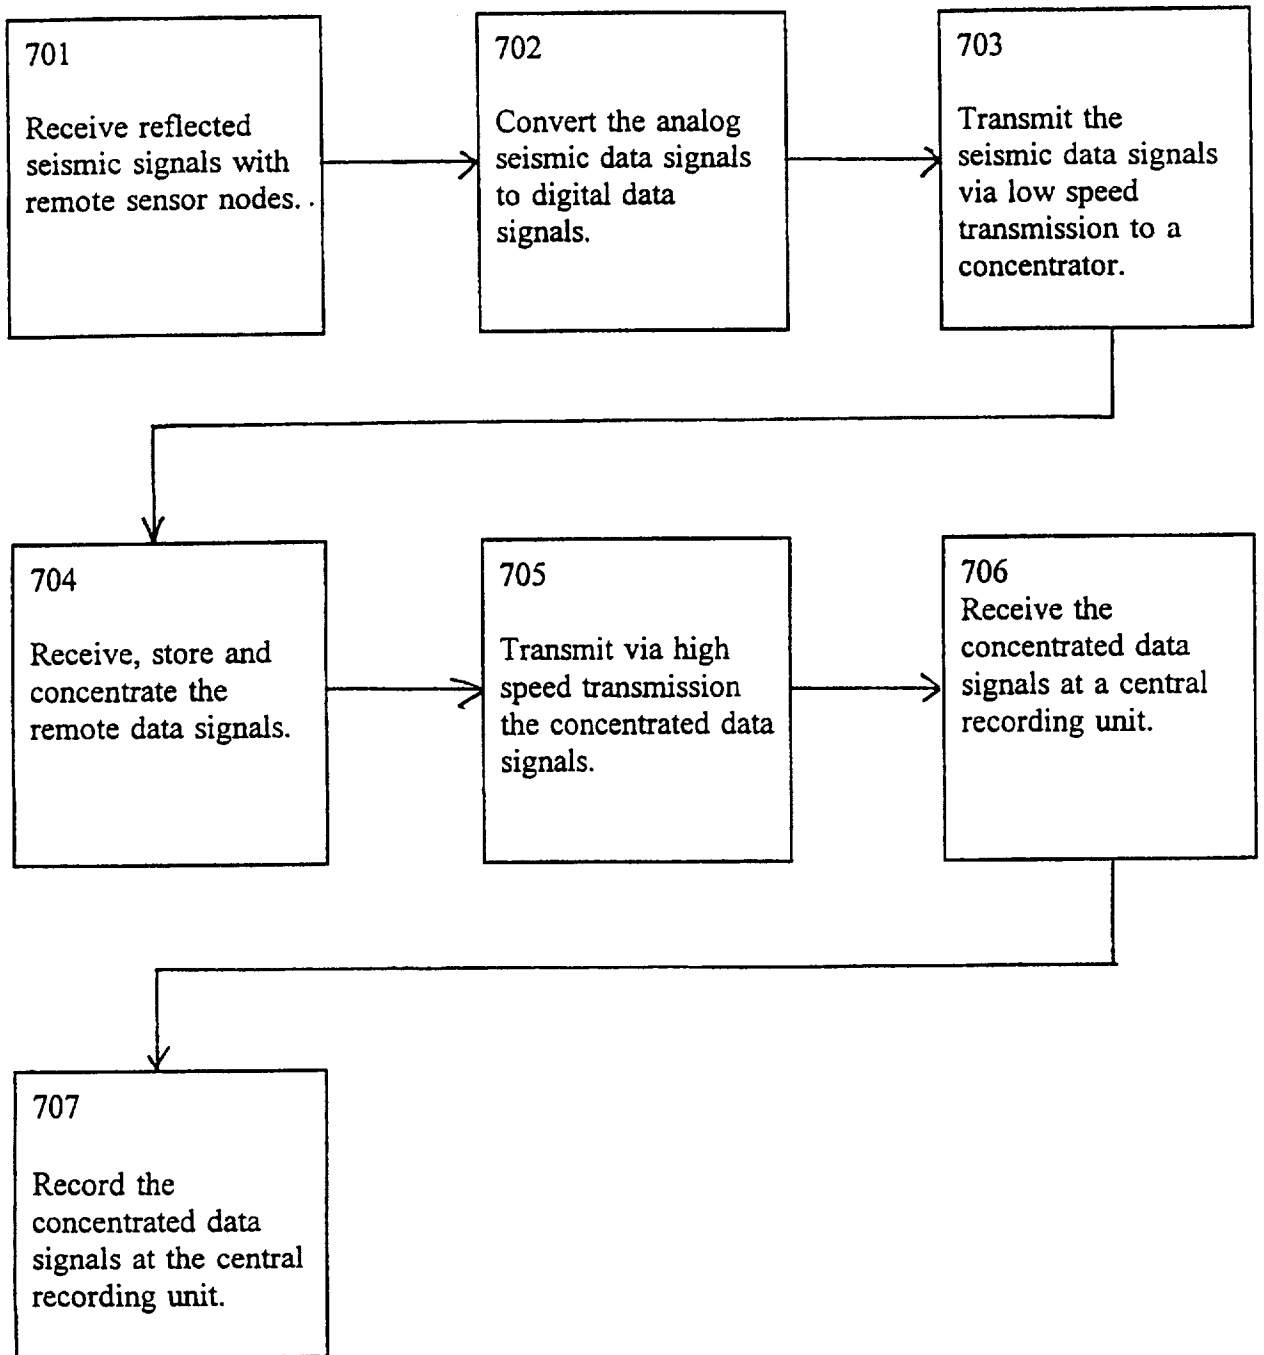 701
Receive reflected
seismic signals with
remote sensor nodes. .
702
Convert the analog
seismic data signals
to digital data
signals.
703
Transmit the
seismic data signals
via low speed
transmission to a
concentrator.
704
Receive, store and
concentrate the
remote data signals.
705
Transmit via high
speed transmission
the concentrated data
signals.
706
Receive the
concentrated data
signals at a central
recording unit.
707
Record the
concentrated data
signals at the central
recording unit.